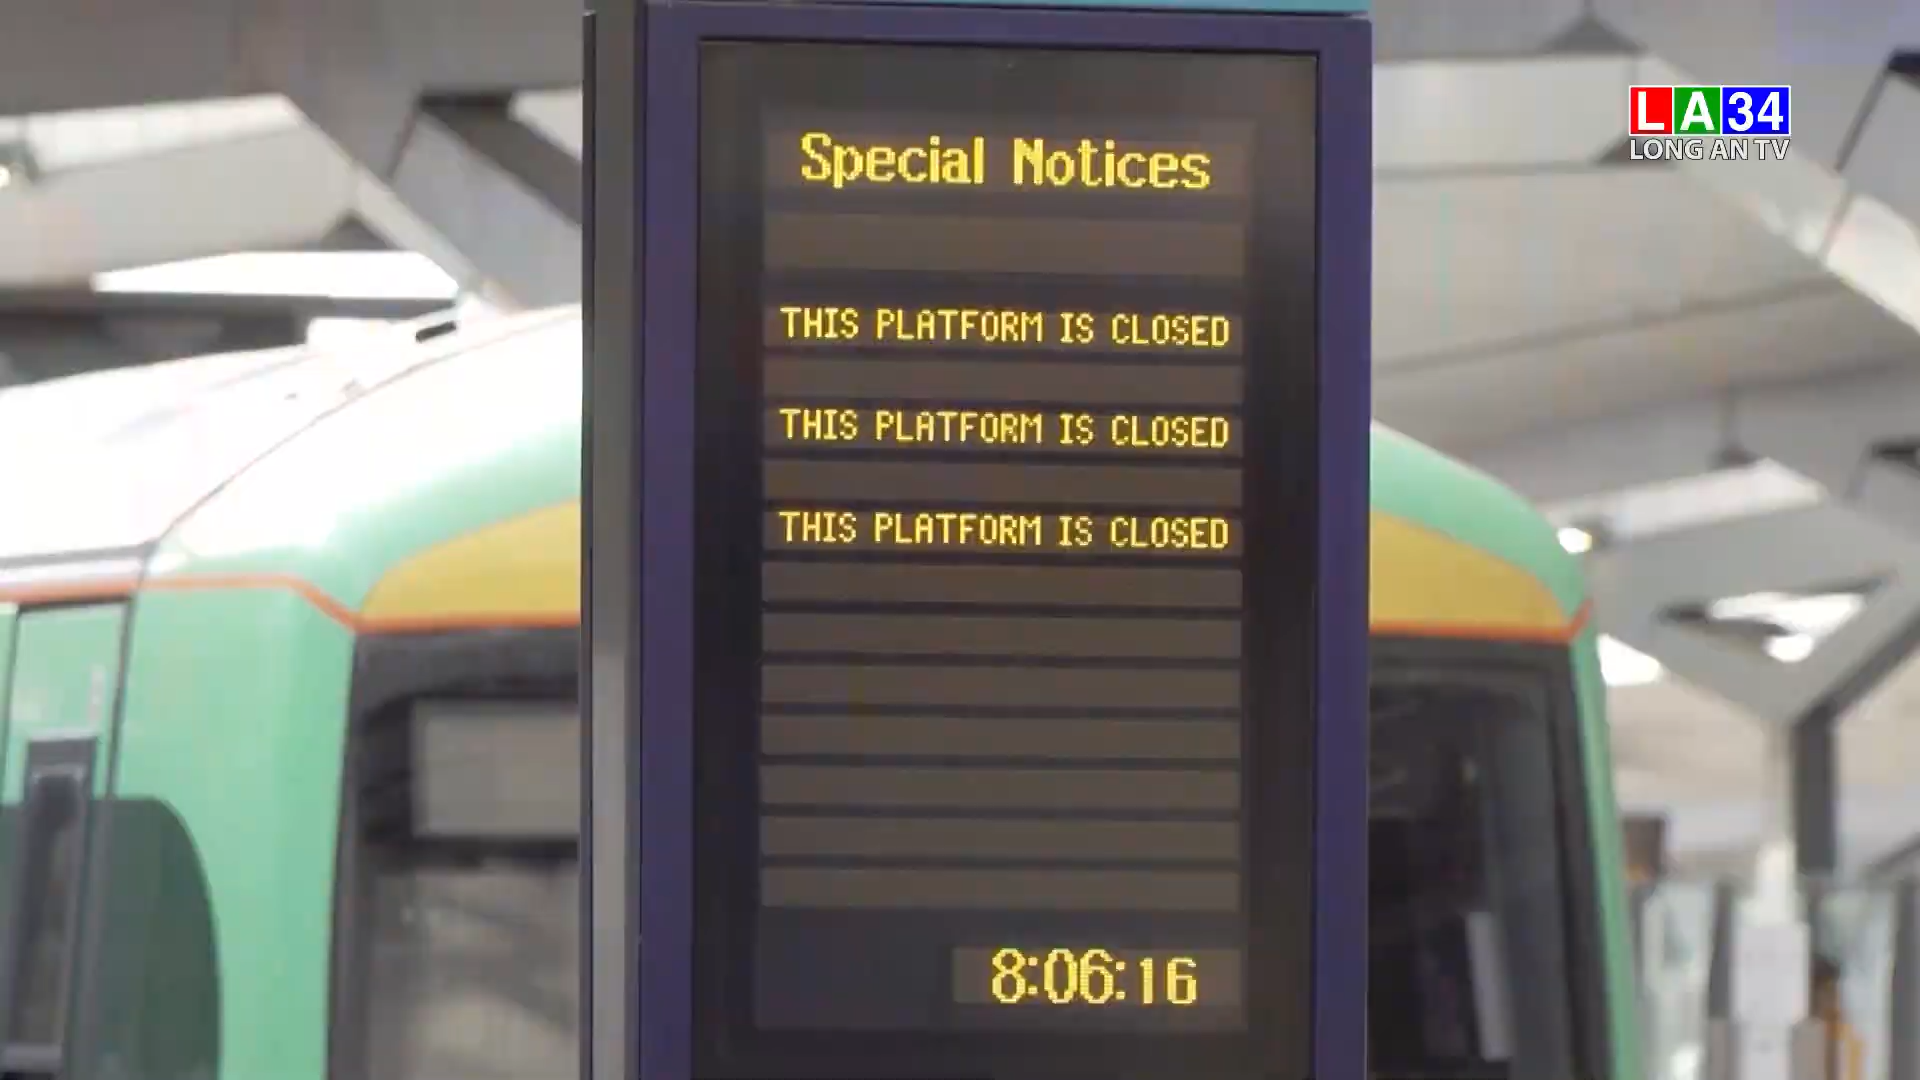 LA34
LONG AN TV
Special Notices
THIS PLATFORM IS CLOSED
THIS PLATFORM IS CLOSED
THIS PLATFORM IS CLOSED
8:06:16